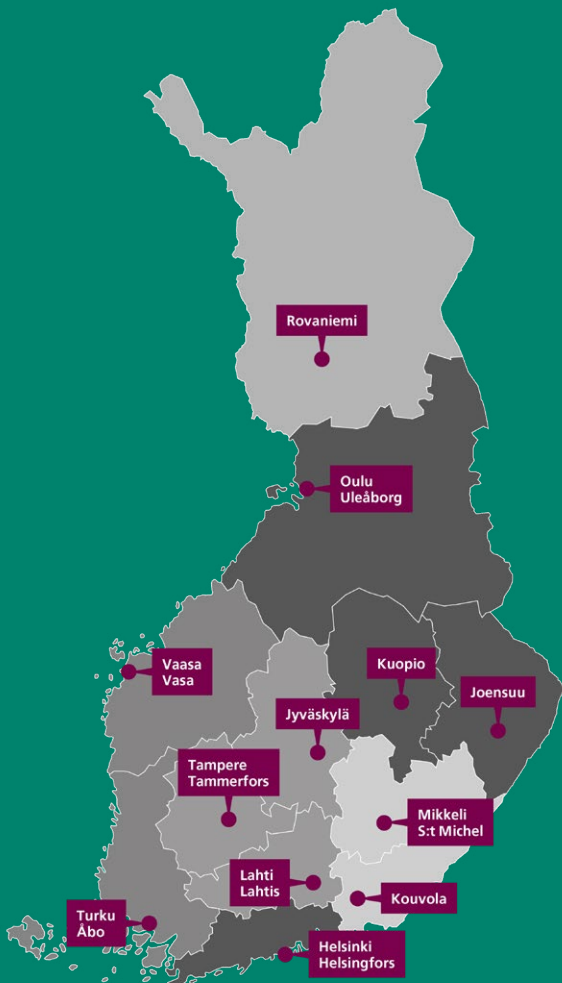 Rovaniemi
Oulu
Uleåborg
Vaasa
Vasa
Kuopio
Joensuu
Jyväskylä
Tampere
Tammerfors
Mikkeli
S:t Michel
Lahti
Lahtis
Kouvola
Turku
Åbo
Helsinki
Helsingfors